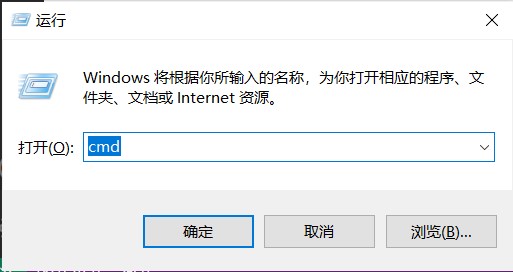 运行
Windows 将根据你所输入的名称，为你打开相应的程序、文
件夹、文档或 Internet 资源。
打开(O): cmd
确定 取消 浏览(B)...